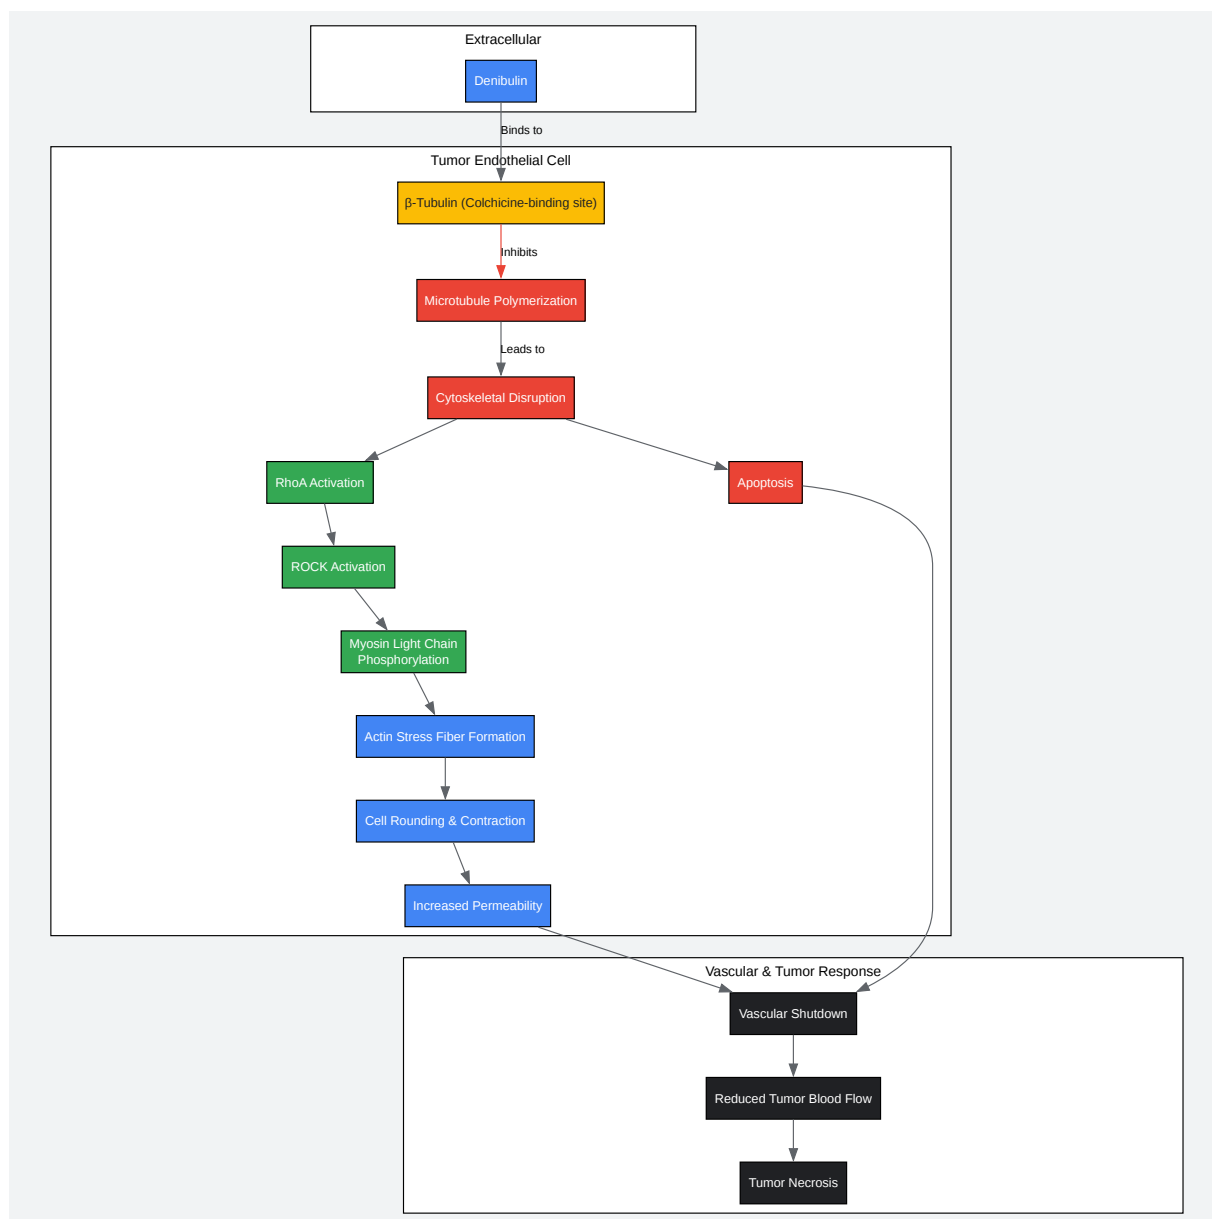 Extracellular
Denibulin
Binds to
Tumor Endothelial Cell
β-Tubulin (Colchicine-binding site)
Inhibits
Microtubule Polymerization
Leads to
Cytoskeletal Disruption
RhoA Activation
Apoptosis
ROCK Activation
Myosin Light Chain
Phosphorylation
Actin Stress Fiber Formation
Cell Rounding & Contraction
Increased Permeability
Vascular & Tumor Response
Vascular Shutdown
Reduced Tumor Blood Flow
Tumor Necrosis